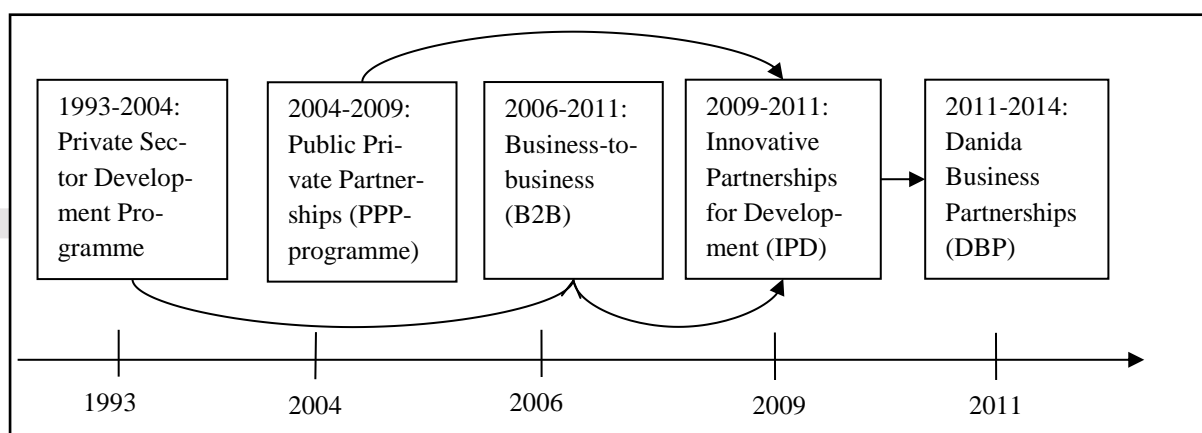 1993-2004:
Private Sec-
tor Develop-
ment Pro-
gramme
2004-2009:
Public Pri-
vate Partner-
ships (PPP-
programme)
2006-2011:
Business-to-
business
(B2B)
2009-2011:
Innovative
Partnerships
for Develop-
ment (IPD)
2011-2014:
Danida
Business
Partnerships
(DBP)
1993
2004
2006
2009
2011